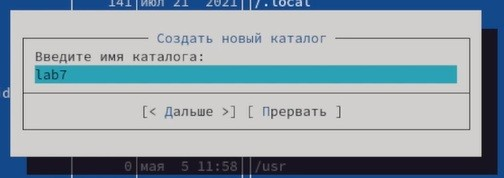 141 июл 21 2021 /.local
Создать новый каталог
Введите имя каталога:
lab7
d
[< Дальше >] [ Прервать ]
0 мая 5 11:58 /usr